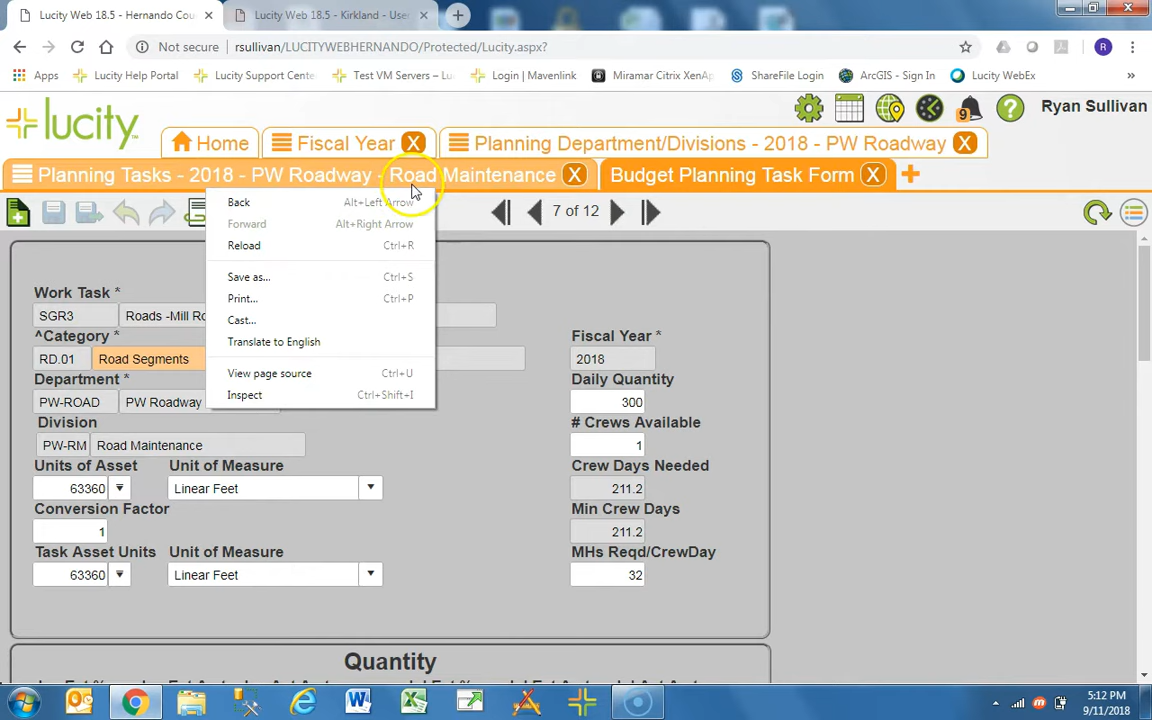 Lucity Web 18.5 - Hernando Cou
Lucity Web 18.5 - Kirkland - Use
Not secure
rsullivan/LUCITYWEBHERNANDO/Protected/Lucity.aspx?
R
Apps
Lucity Help Portal
Lucity Support Cente
Test VM Servers – Lu
Login | Mavenlink
Miramar Citrix XenAp
ShareFile Login
ArcGIS - Sign In
Lucity WebEx
»
lucity
9
?
Ryan Sullivan
Home
Fiscal Year X
Planning Department/Divisions - 2018 - PW Roadway X
Planning Tasks - 2018 - PW Roadway - Road Maintenance X
Budget Planning Task Form X
7 of 12
Back Alt+Left Arrow
Forward Alt+Right Arrow
Reload Ctrl+R
Save as... Ctrl+S
Print... Ctrl+P
Cast...
Translate to English
View page source Ctrl+U
Inspect Ctrl+Shift+I
Work Task *
SGR3 Roads -Mill Ro
^Category *
RD.01 Road Segments
Department *
PW-ROAD PW Roadway
Division
PW-RM Road Maintenance
Units of Asset Unit of Measure
63360 Linear Feet
Conversion Factor
1
Task Asset Units Unit of Measure
63360 Linear Feet
Fiscal Year *
2018
Daily Quantity
300
# Crews Available
1
Crew Days Needed
211.2
Min Crew Days
211.2
MHs Reqd/CrewDay
32
Quantity
5:12 PM
9/11/2018